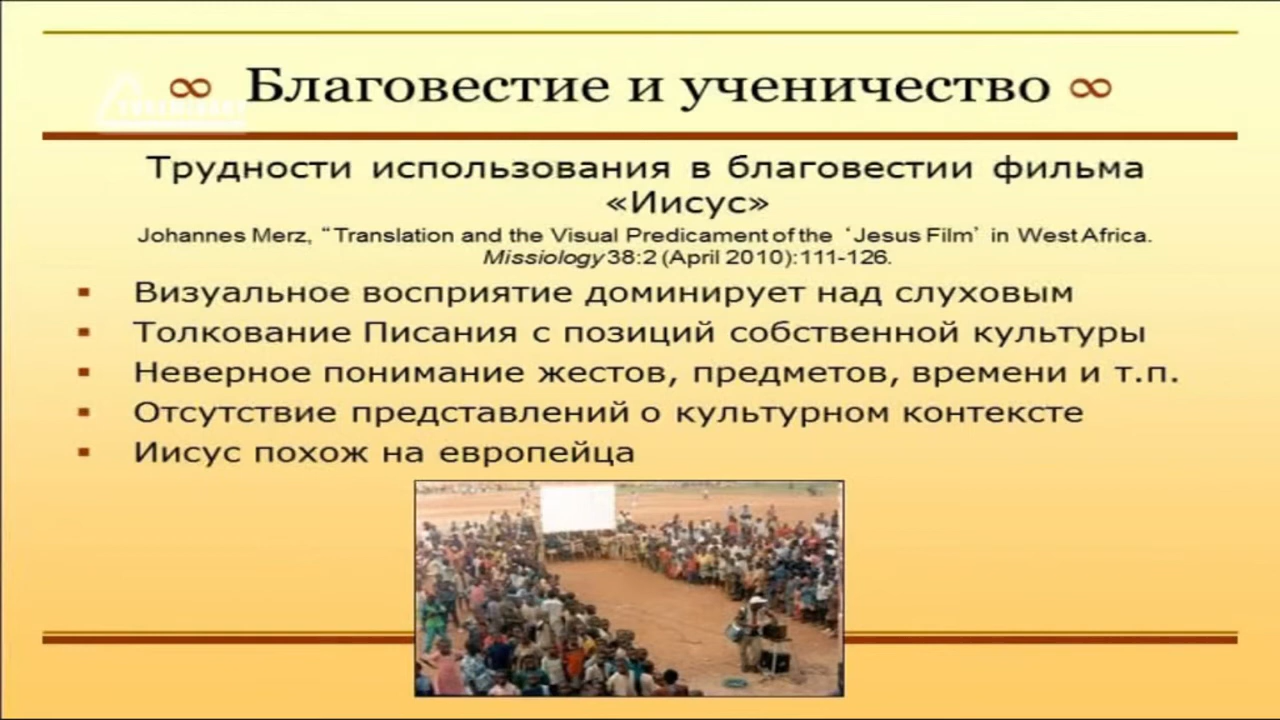 ∞ Благовестие и ученичество ∞
Трудности использования в благовестии фильма
«Иисус»
Johannes Merz, “Translation and the Visual Predicament of the ‘Jesus Film’ in West Africa.
Missiology 38:2 (April 2010):111-126.
▪ Визуальное восприятие доминирует над слуховым
▪ Толкование Писания с позиций собственной культуры
▪ Неверное понимание жестов, предметов, времени и т.п.
▪ Отсутствие представлений о культурном контексте
▪ Иисус похож на европейца